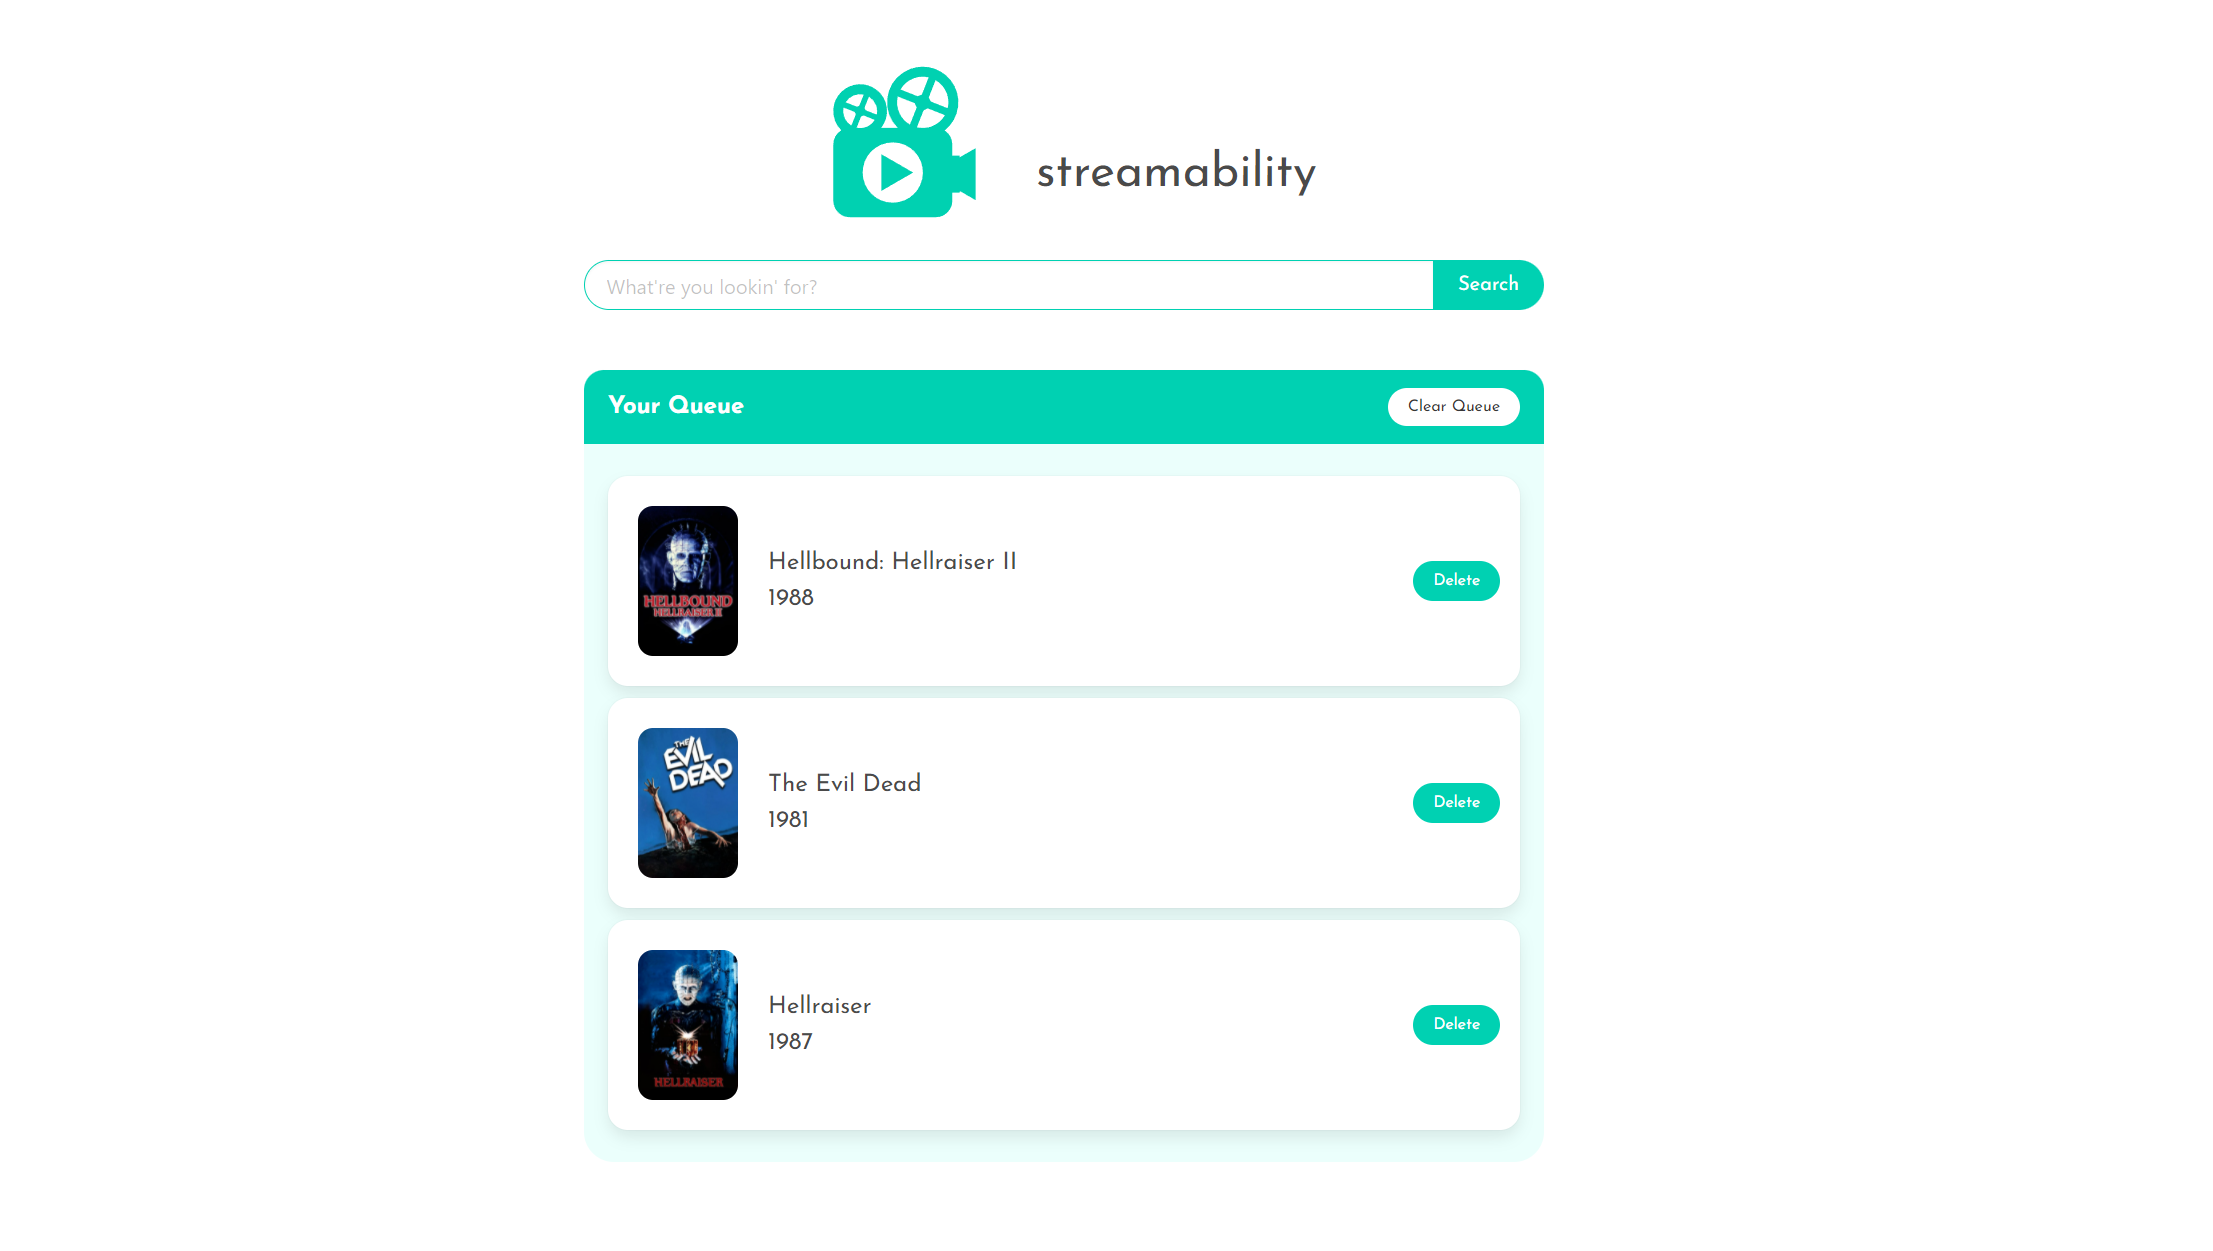 streamability
What're you lookin' for?
Search
Your Queue
Clear Queue
HELLBOUND
HELLRAISER II
Hellbound: Hellraiser II
1988
Delete
THE
EVIL
DEAD
The Evil Dead
1981
Delete
HELLRAISER
Hellraiser
1987
Delete